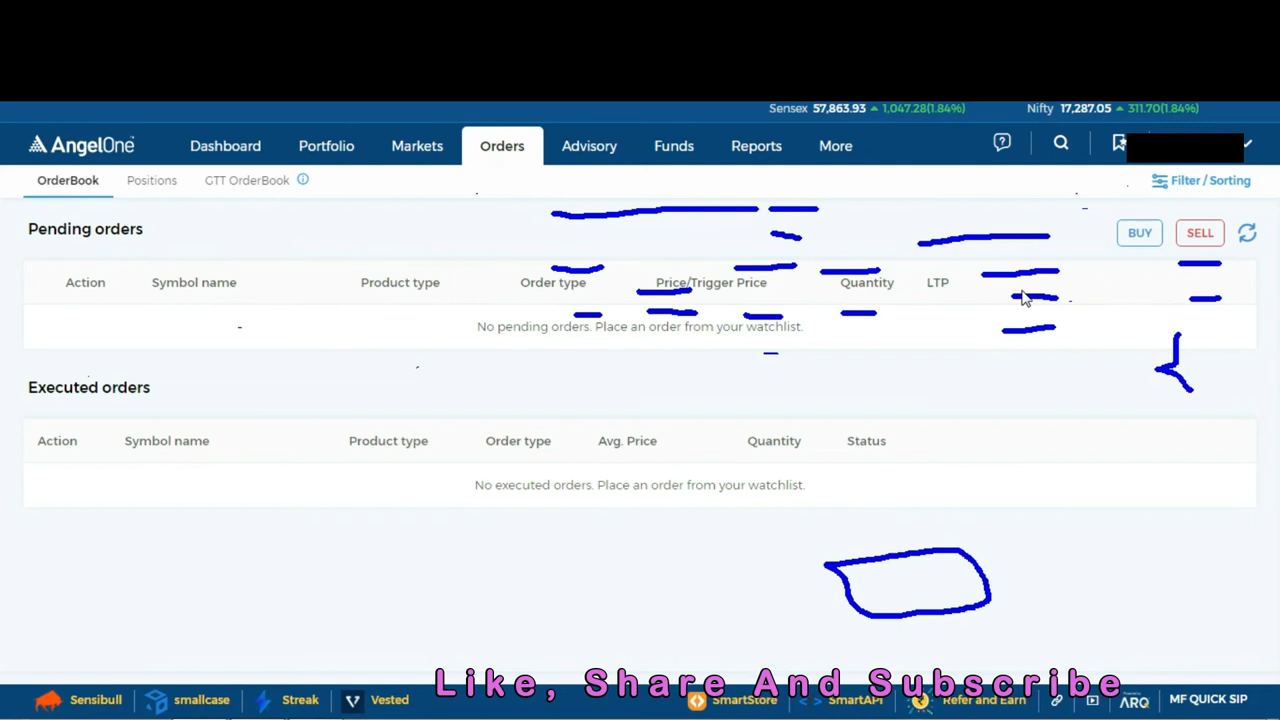 Sensex 57,863.93 1,047.28(1.84%) Nifty 17,287.05 311.70(1.84%)
AngelOne Dashboard Portfolio Markets Orders Advisory Funds Reports More
OrderBook Positions GTT OrderBook Filter / Sorting
Pending orders BUY SELL
Action Symbol name Product type Order type Price/Trigger Price Quantity LTP
No pending orders. Place an order from your watchlist.
Executed orders
Action Symbol name Product type Order type Avg. Price Quantity Status
No executed orders. Place an order from your watchlist.
Like, Share And Subscribe
Sensibull smallcase Streak Vested SmartStore SmartAPI Refer and Earn ARQ MF QUICK SIP